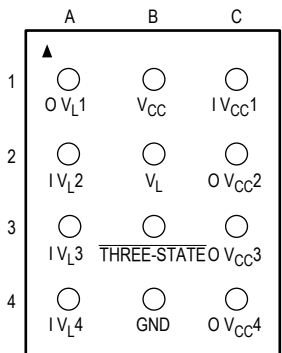 A B C
1
O VL1 VCC I VCC1
2
I VL2 VL O VCC2
3
I VL3 THREE-STATE O VCC3
4
I VL4 GND O VCC4